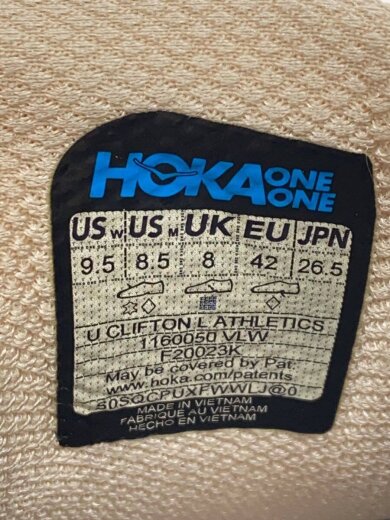 HOKA ONE ONE
US W US M UK EU JPN
9.5 8.5 8 42 26.5
U CLIFTON L ATHLETICS
1160050 VLW
F20023K
May be covered by Pat.
www.hoka.com/patents
MADE IN VIETNAM
FABRIQUE AU VIETNAM
HECHO EN VIETNAM